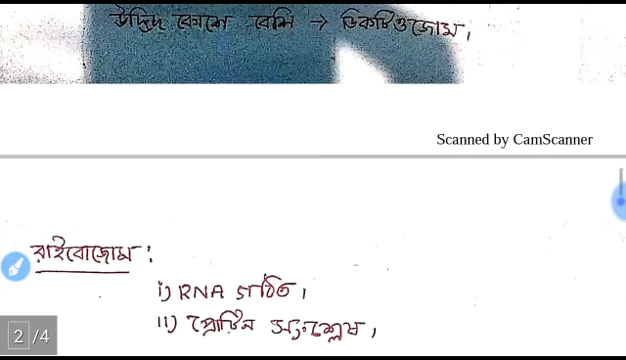 উদ্ভিদ কোশে বেশি → ডিকটিওজোম।
Scanned by CamScanner
রাইবোজোম :
i) RNA গঠিত।
ii) প্রোটিন সংশ্লেষ।
2 /4